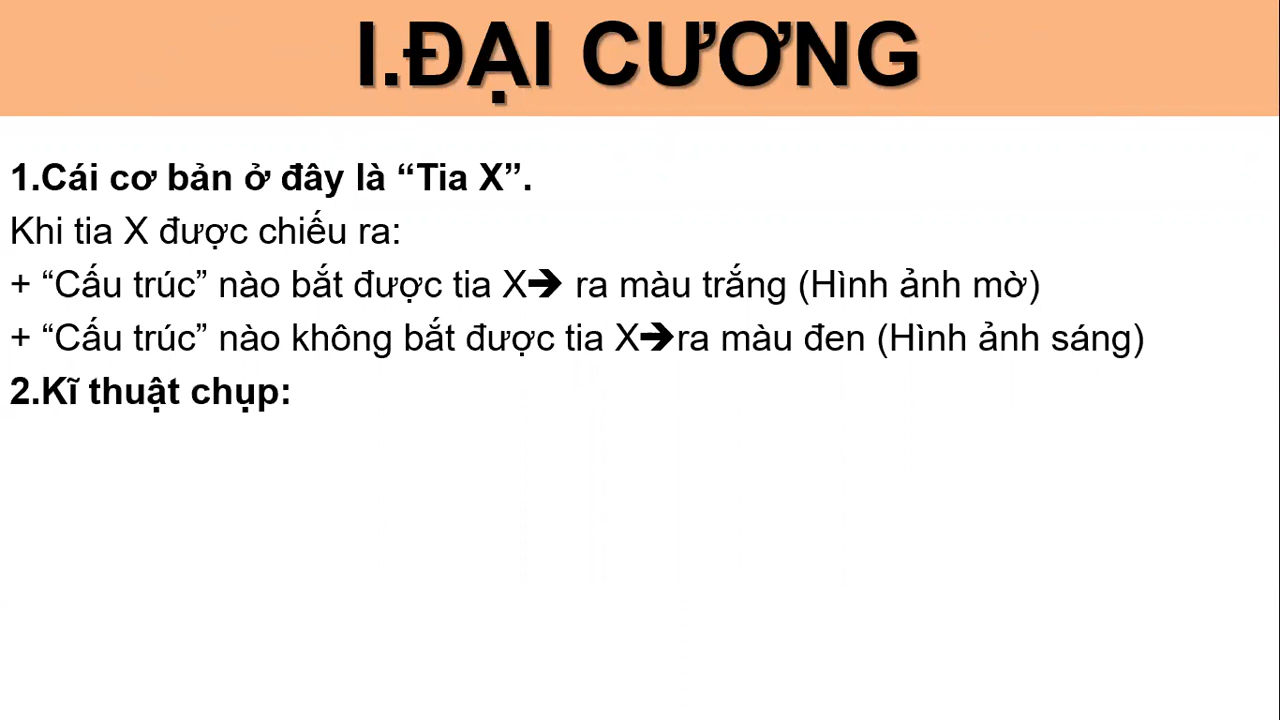 I.ĐẠI CƯƠNG
1.Cái cơ bản ở đây là “Tia X”.
Khi tia X được chiếu ra:
+ “Cấu trúc” nào bắt được tia X🡺 ra màu trắng (Hình ảnh mờ)
+ “Cấu trúc” nào không bắt được tia X🡺ra màu đen (Hình ảnh sáng)
2.Kĩ thuật chụp: